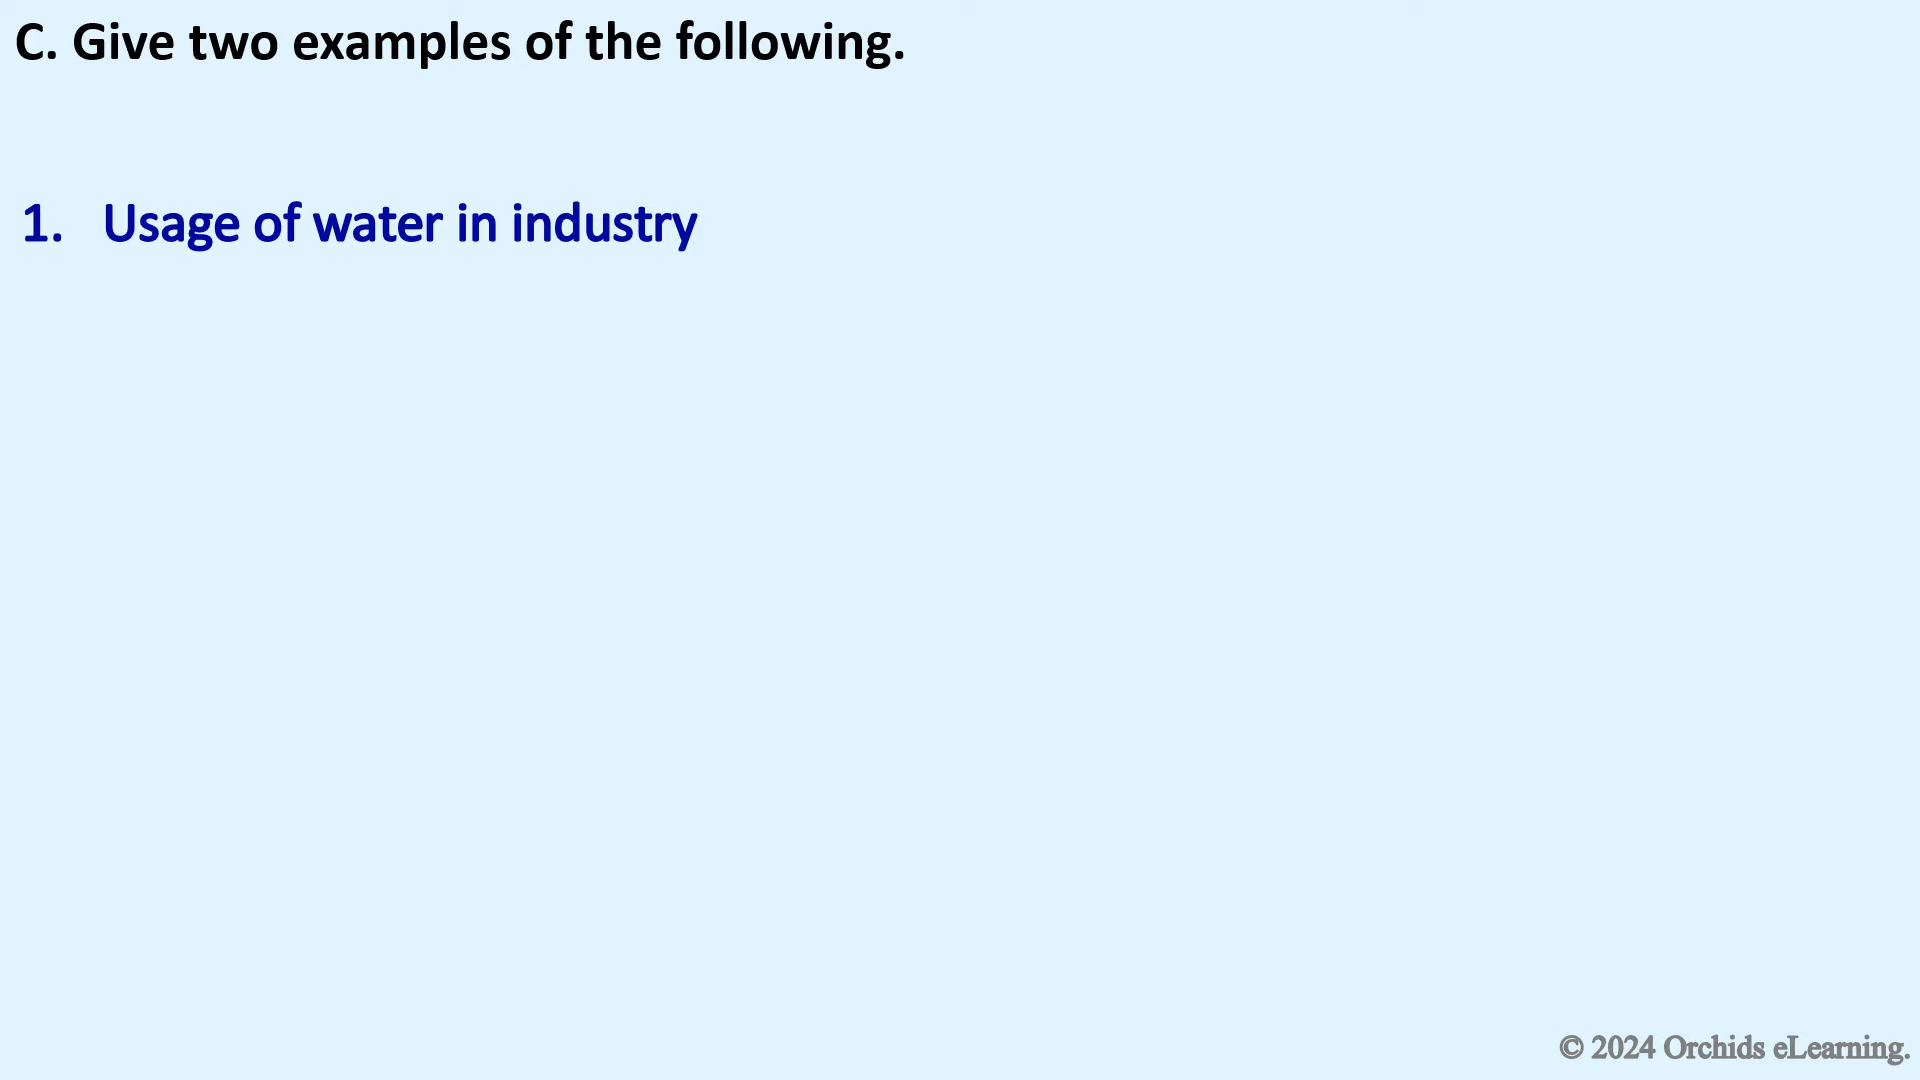 C. Give two examples of the following.
1. Usage of water in industry
© 2024 Orchids eLearning.